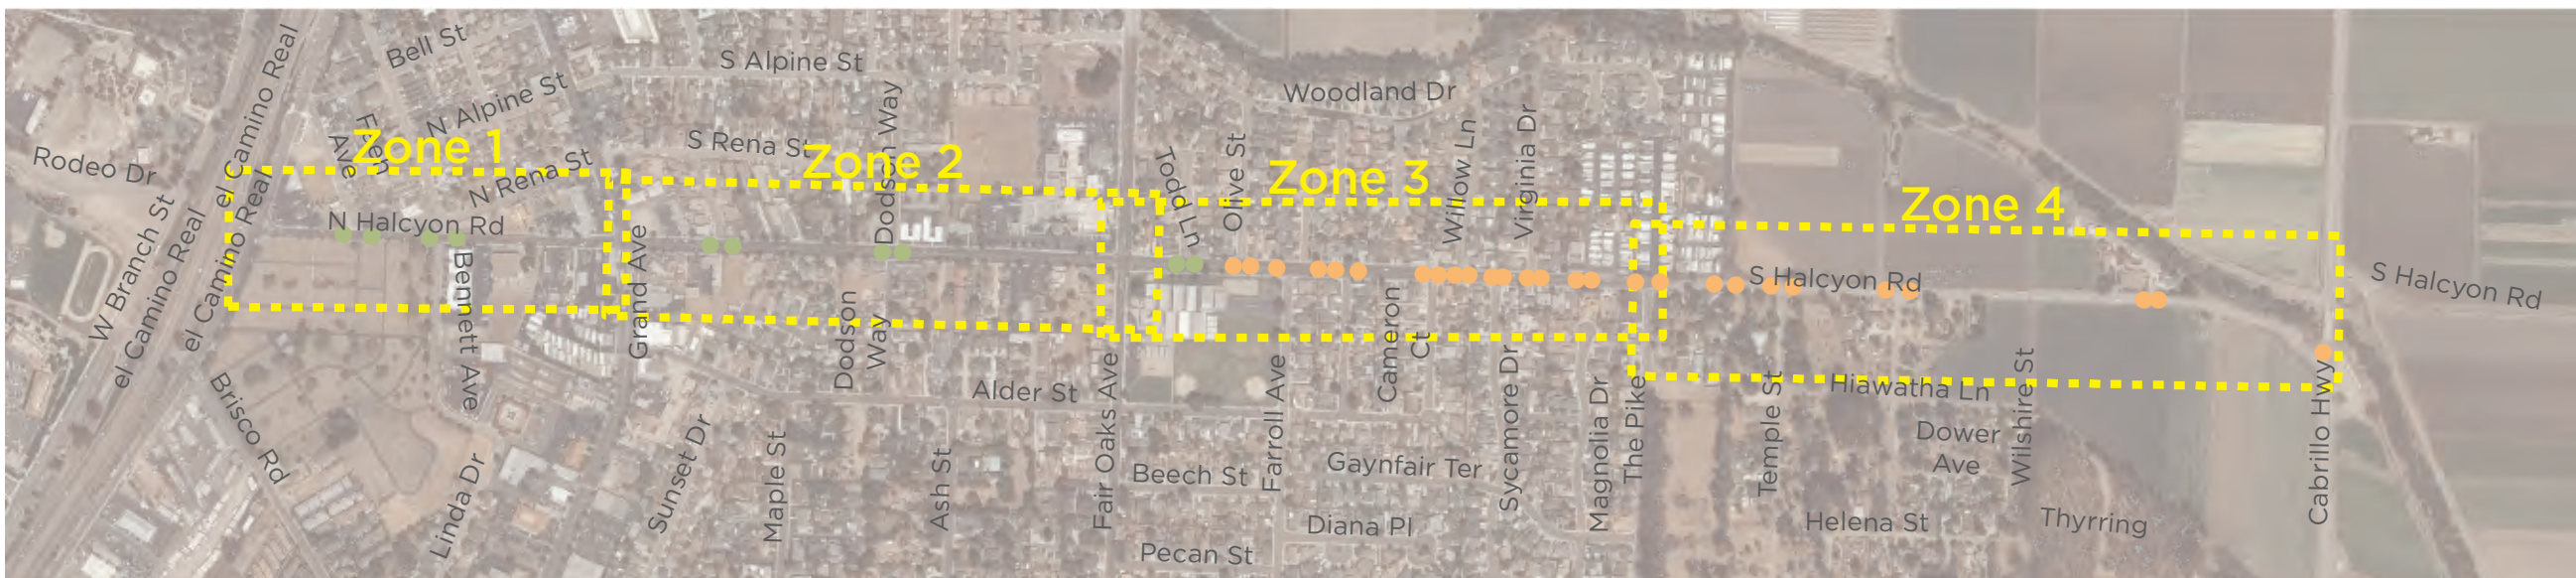 el Camino Real
Bell St
S Alpine St
Woodland Dr
N Alpine St
Felen
Ave
Zone 1
S Rena St
Zone 2
Dodson Way
Rodeo Dr
N Rena St
Todd Ln
Olive St
Zone 3
Willow Ln
Virginia Dr
Zone 4
W Branch St
el Camino Real
el Camino Real
N Halcyon Rd
S Halcyon Rd
S Halcyon Rd
Bennett Ave
Grand Ave
Dodson
Way
Cameron
Ct
Brisco Rd
Alder St
Fair Oaks Ave
Farroll Ave
Sycamore Dr
Magnolia Dr
The Pike
Temple St
Hiawatha Ln
Wilshire St
Cabrillo Hwy
Linda Dr
Sunset Dr
Maple St
Ash St
Beech St
Gaynfair Ter
Dower
Ave
Diana Pl
Helena St
Thyrring
Pecan St